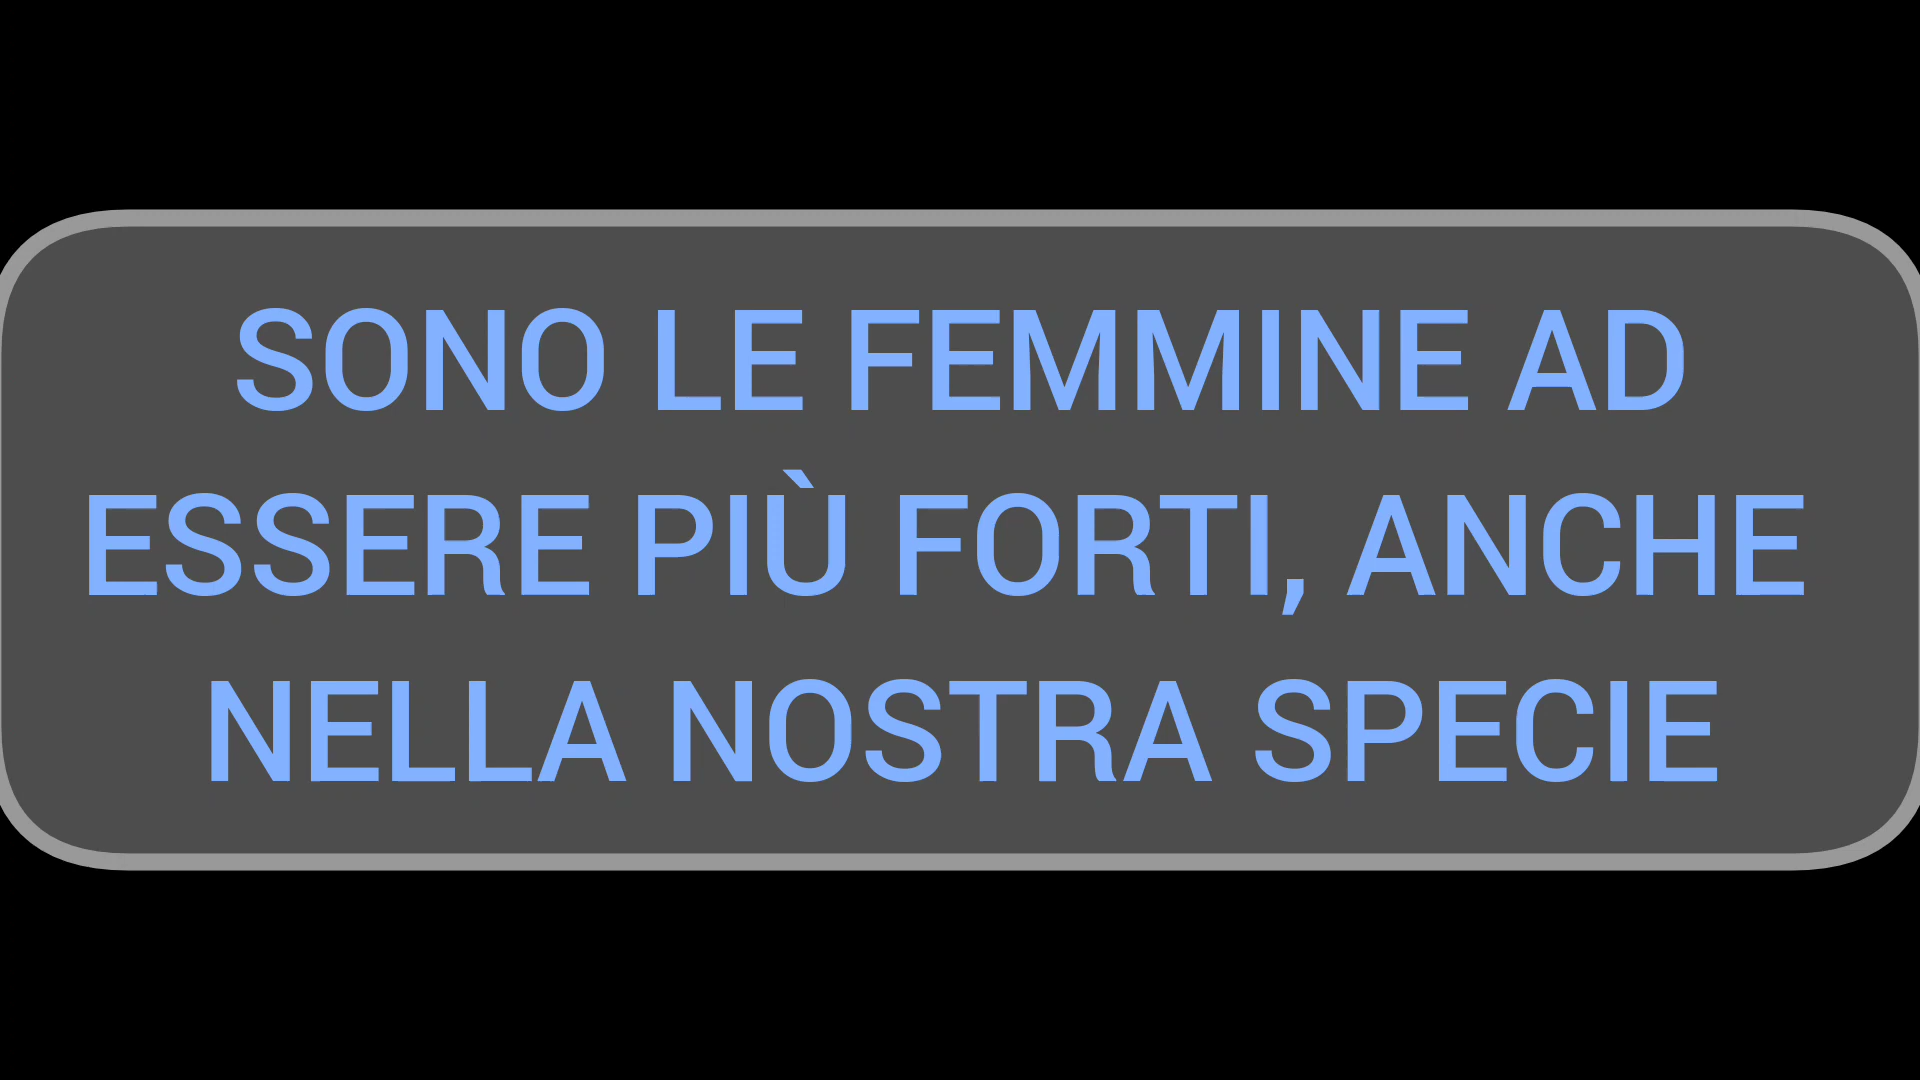 SONO LE FEMMINE AD
ESSERE PIÙ FORTI, ANCHE
NELLA NOSTRA SPECIE